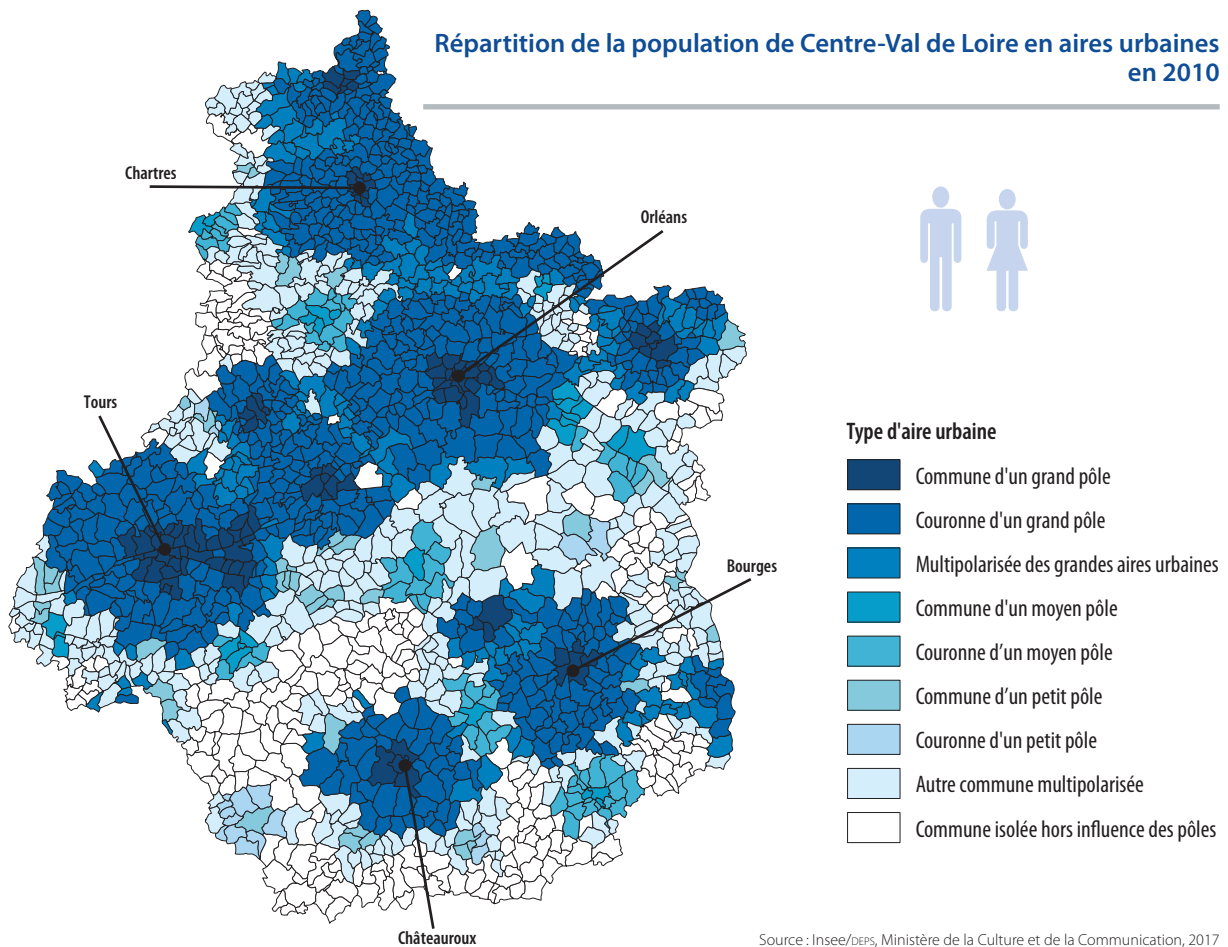 Répartition de la population de Centre-Val de Loire en aires urbaines
en 2010
Chartres
Orléans
Tours
Bourges
Châteauroux
Type d'aire urbaine
Commune d'un grand pôle
Couronne d'un grand pôle
Multipolarisée des grandes aires urbaines
Commune d'un moyen pôle
Couronne d’un moyen pôle
Commune d’un petit pôle
Couronne d'un petit pôle
Autre commune multipolarisée
Commune isolée hors influence des pôles
Source : Insee/DEPS, Ministère de la Culture et de la Communication, 2017